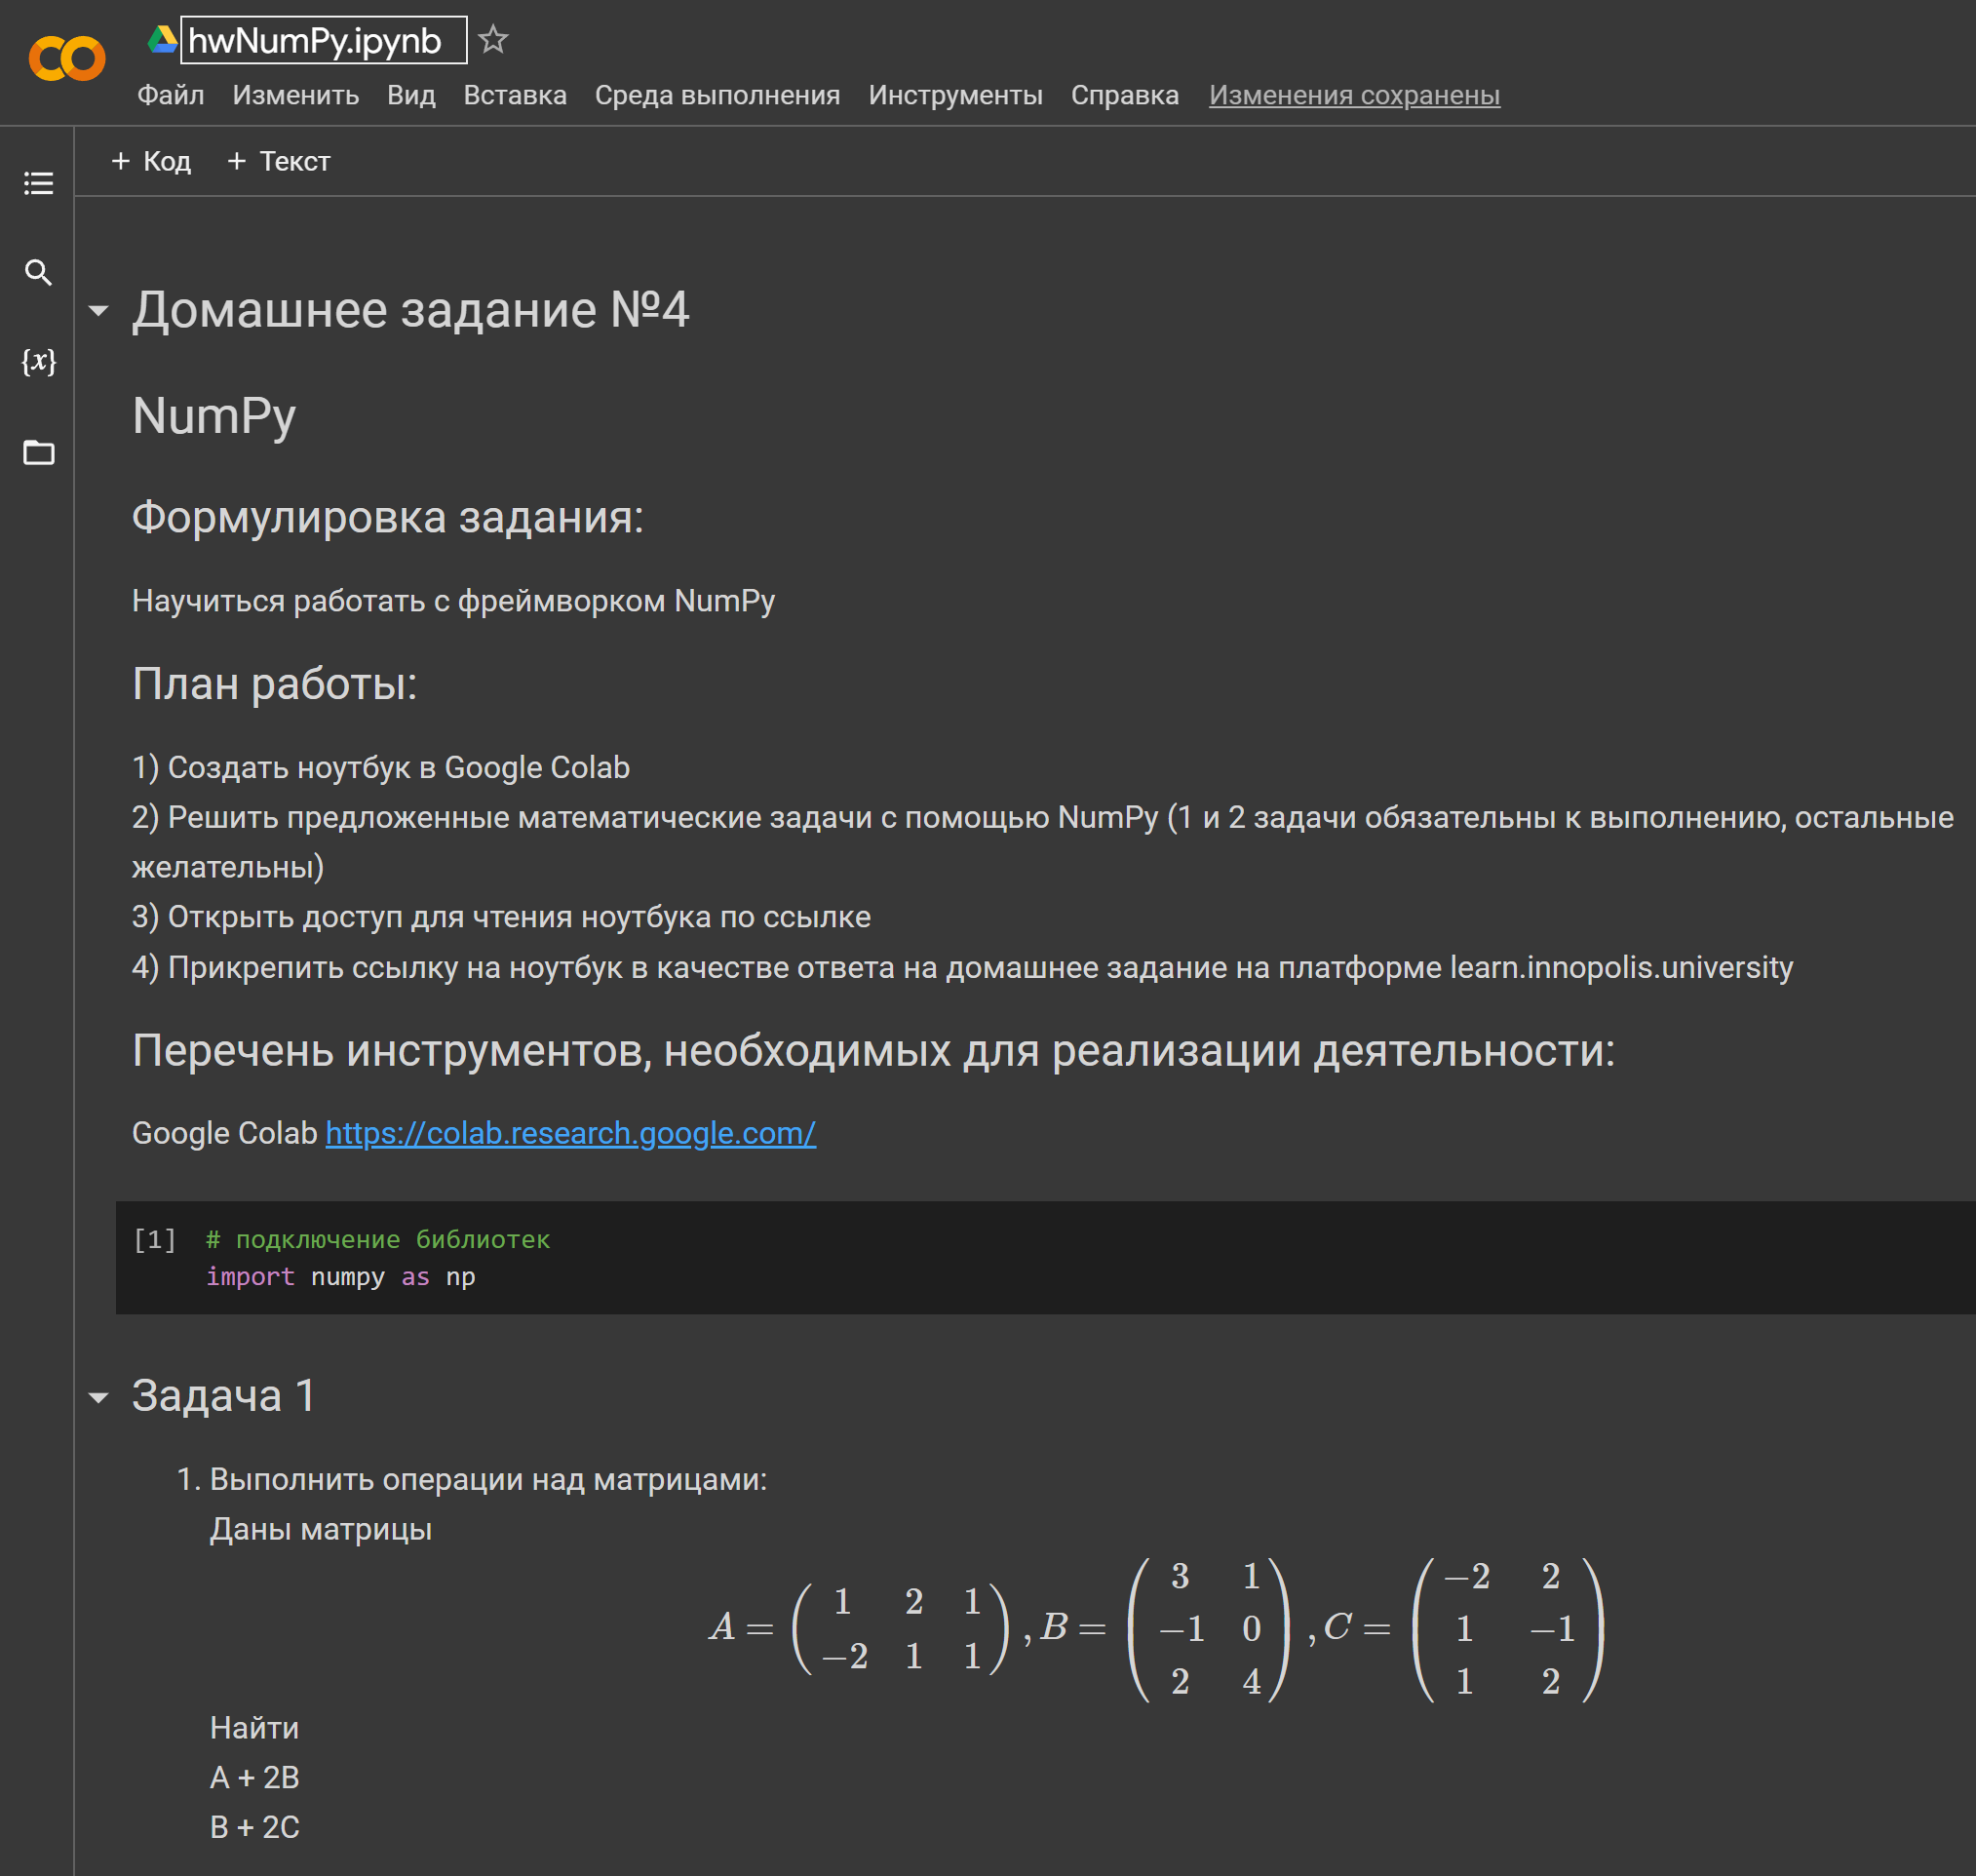 hwNumPy.ipynb
Файл Изменить Вид Вставка Среда выполнения Инструменты Справка Изменения сохранены
+ Код + Текст
{x}
Домашнее задание №4
NumPy
Формулировка задания:
Научиться работать с фреймворком NumPy
План работы:
1) Создать ноутбук в Google Colab
2) Решить предложенные математические задачи с помощью NumPy (1 и 2 задачи обязательны к выполнению, остальные
желательны)
3) Открыть доступ для чтения ноутбука по ссылке
4) Прикрепить ссылку на ноутбук в качестве ответа на домашнее задание на платформе learn.innopolis.university
Перечень инструментов, необходимых для реализации деятельности:
Google Colab https://colab.research.google.com/
[1] # подключение библиотек
import numpy as np
Задача 1
1. Выполнить операции над матрицами:
Даны матрицы
A = ( 1 2 1 ; −2 1 1 ) , B = ( 3 1 ; −1 0 ; 2 4 ) , C = ( −2 2 ; 1 −1 ; 1 2 )
Найти
A + 2B
B + 2C